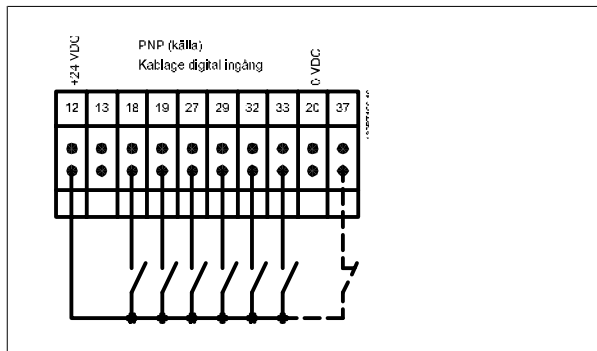 +24 VDC
PNP (källa)
Kablage digital ingång
0 VDC
12 13 18 19 27 29 32 33 20 37